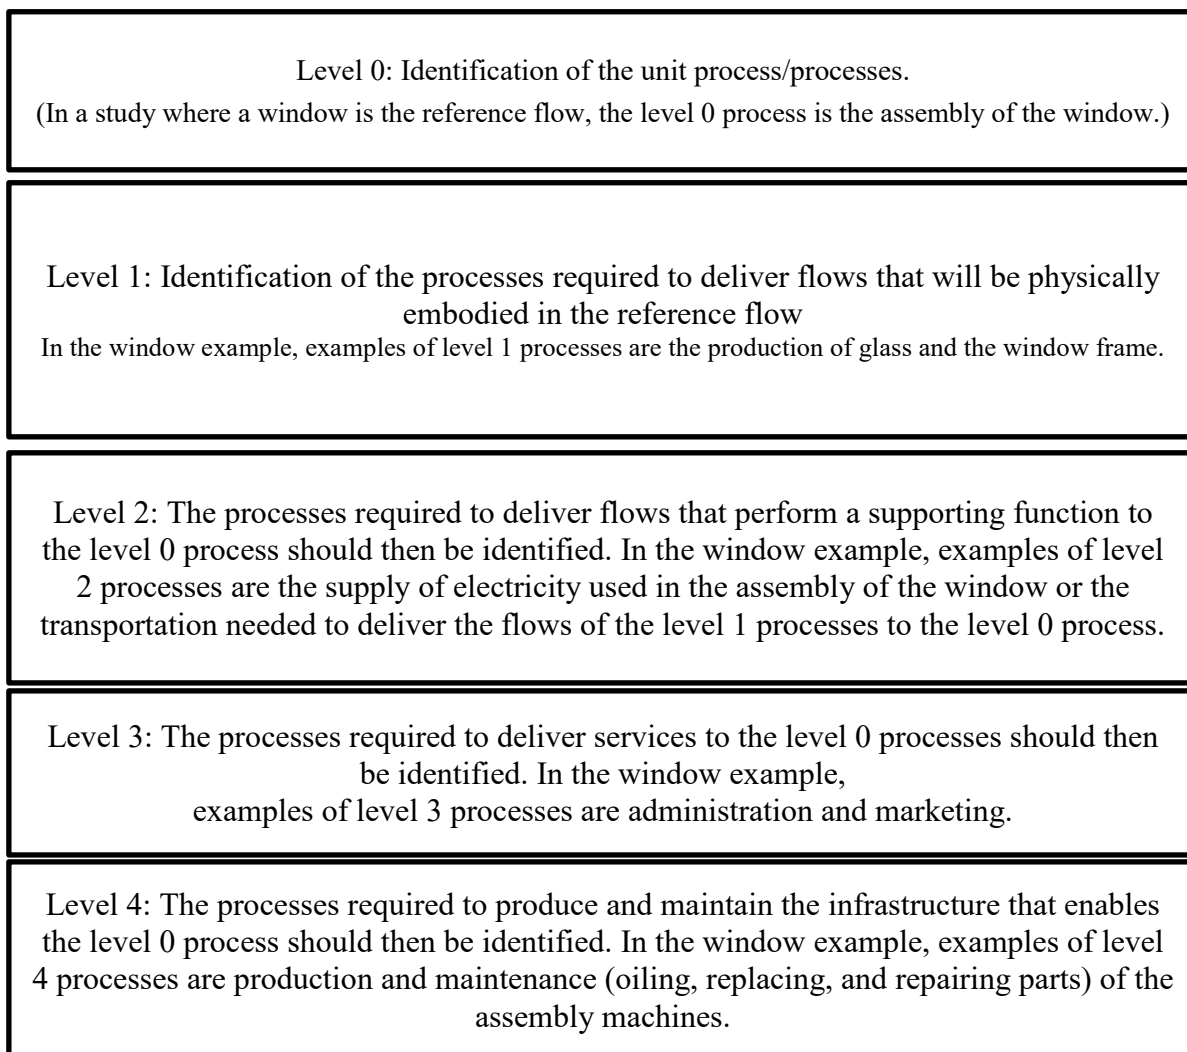 Level 0: Identification of the unit process/processes.
(In a study where a window is the reference flow, the level 0 process is the assembly of the window.)
Level 1: Identification of the processes required to deliver flows that will be physically
embodied in the reference flow
In the window example, examples of level 1 processes are the production of glass and the window frame.
Level 2: The processes required to deliver flows that perform a supporting function to
the level 0 process should then be identified. In the window example, examples of level
2 processes are the supply of electricity used in the assembly of the window or the
transportation needed to deliver the flows of the level 1 processes to the level 0 process.
Level 3: The processes required to deliver services to the level 0 processes should then
be identified. In the window example,
examples of level 3 processes are administration and marketing.
Level 4: The processes required to produce and maintain the infrastructure that enables
the level 0 process should then be identified. In the window example, examples of level
4 processes are production and maintenance (oiling, replacing, and repairing parts) of the
assembly machines.